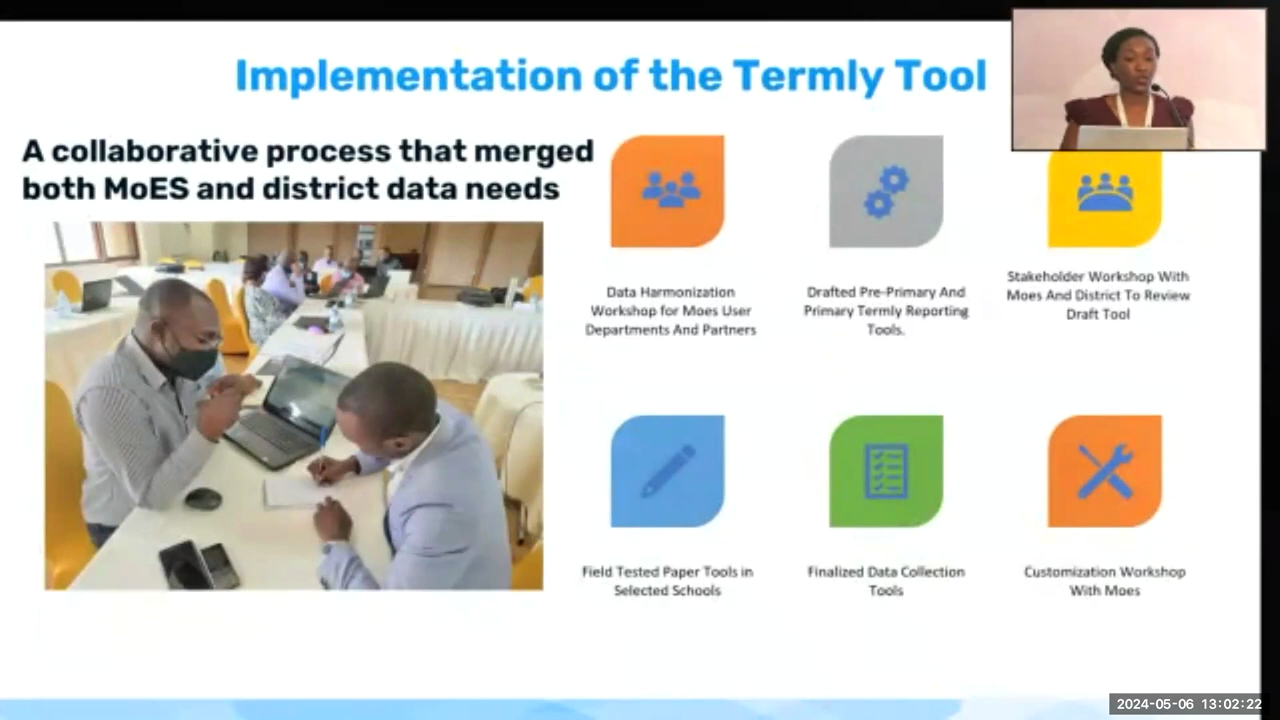 Implementation of the Termly Tool
A collaborative process that merged
both MoES and district data needs
Data Harmonization
Workshop for Moes User
Departments And Partners
Drafted Pre-Primary And
Primary Termly Reporting
Tools.
Stakeholder Workshop With
Moes And District To Review
Draft Tool
Field Tested Paper Tools in
Selected Schools
Finalized Data Collection
Tools
Customization Workshop
With Moes
2024-05-06 13:02:22